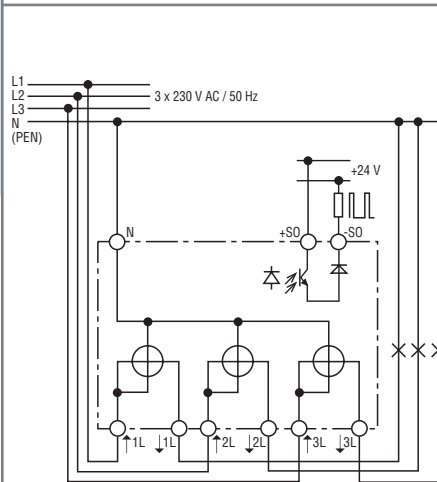 L1
L2 3 x 230 V AC / 50 Hz
L3
N
(PEN)
+24 V
N +SO -SO
1L 1L 2L 2L 3L 3L